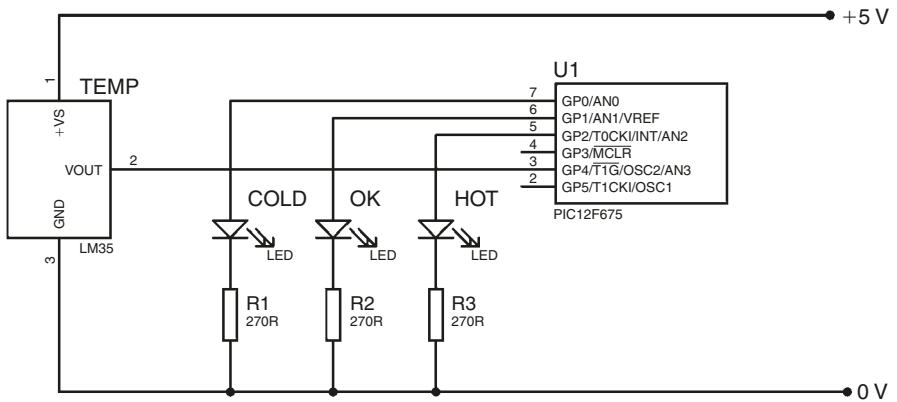 +5 V
U1
1
TEMP
7
GP0/AN0
+VS
6
GP1/AN1/VREF
5
GP2/T0CKI/INT/AN2
4
GP3/MCLR
VOUT
2
3
GP4/T1G/OSC2/AN3
2
GP5/T1CKI/OSC1
GND
COLD
OK
HOT
PIC12F675
LM35
3
LED
LED
LED
R1
270R
R2
270R
R3
270R
0 V